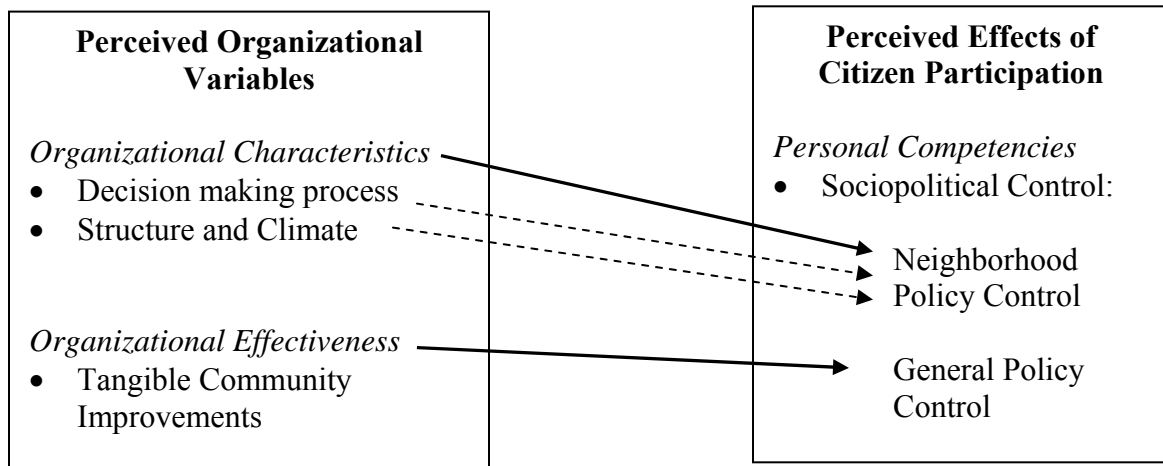 Perceived Organizational
Variables
Organizational Characteristics
• Decision making process
• Structure and Climate
Organizational Effectiveness
• Tangible Community
Improvements
Perceived Effects of
Citizen Participation
Personal Competencies
• Sociopolitical Control:
Neighborhood
Policy Control
General Policy
Control